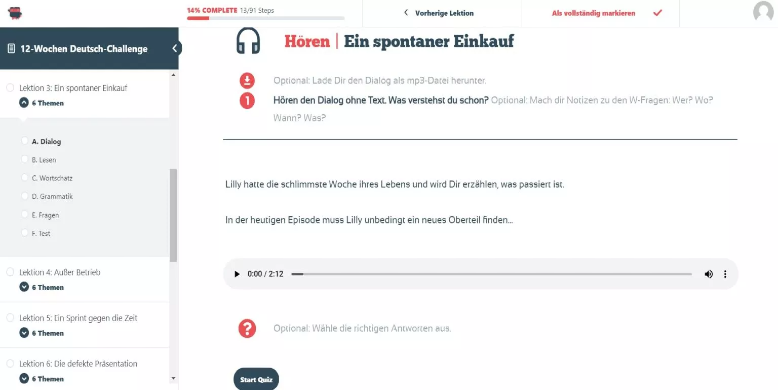 14% COMPLETE 13/91 Steps
Vorherige Lektion
Als vollständig markieren
12-Wochen Deutsch-Challenge
Lektion 3: Ein spontaner Einkauf
6 Themen
A. Dialog
B. Lesen
C. Wortschatz
D. Grammatik
E. Fragen
F. Test
Lektion 4: Außer Betrieb
6 Themen
Lektion 5: Ein Sprint gegen die Zeit
6 Themen
Lektion 6: Die defekte Präsentation
6 Themen
Hören | Ein spontaner Einkauf
Optional: Lade Dir den Dialog als mp3-Datei herunter.
1 Hören den Dialog ohne Text. Was verstehst du schon? Optional: Mach dir Notizen zu den W-Fragen: Wer? Wo?
Wann? Was?
Lilly hatte die schlimmste Woche ihres Lebens und wird Dir erzählen, was passiert ist.
In der heutigen Episode muss Lilly unbedingt ein neues Oberteil finden...
0:00 / 2:12
? Optional: Wähle die richtigen Antworten aus.
Start Quiz